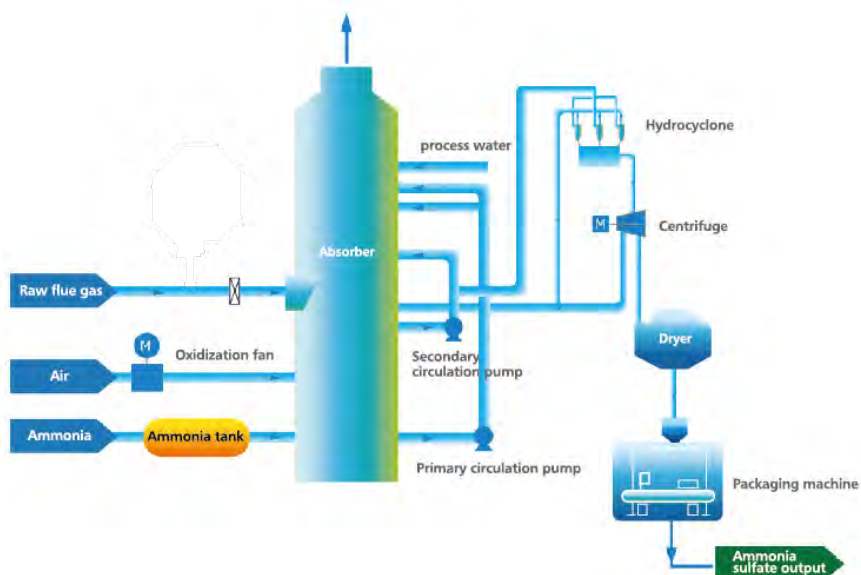 Hydrocyclone
process water
M
Centrifuge
Absorber
Raw flue gas
M
Oxidization fan
Air
Secondary
circulation pump
Dryer
Ammonia
Ammonia tank
Primary circulation pump
Packaging machine
Ammonia
sulfate output